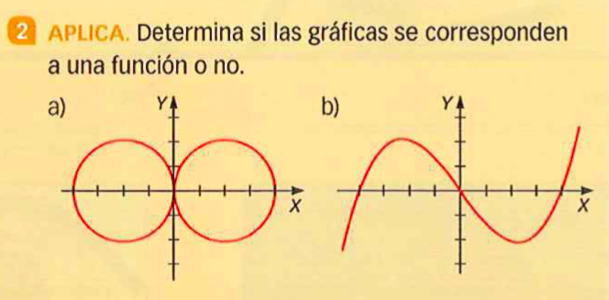 2 APLICA. Determina si las gráficas se corresponden
a una función o no.
a) Y b) Y
X X